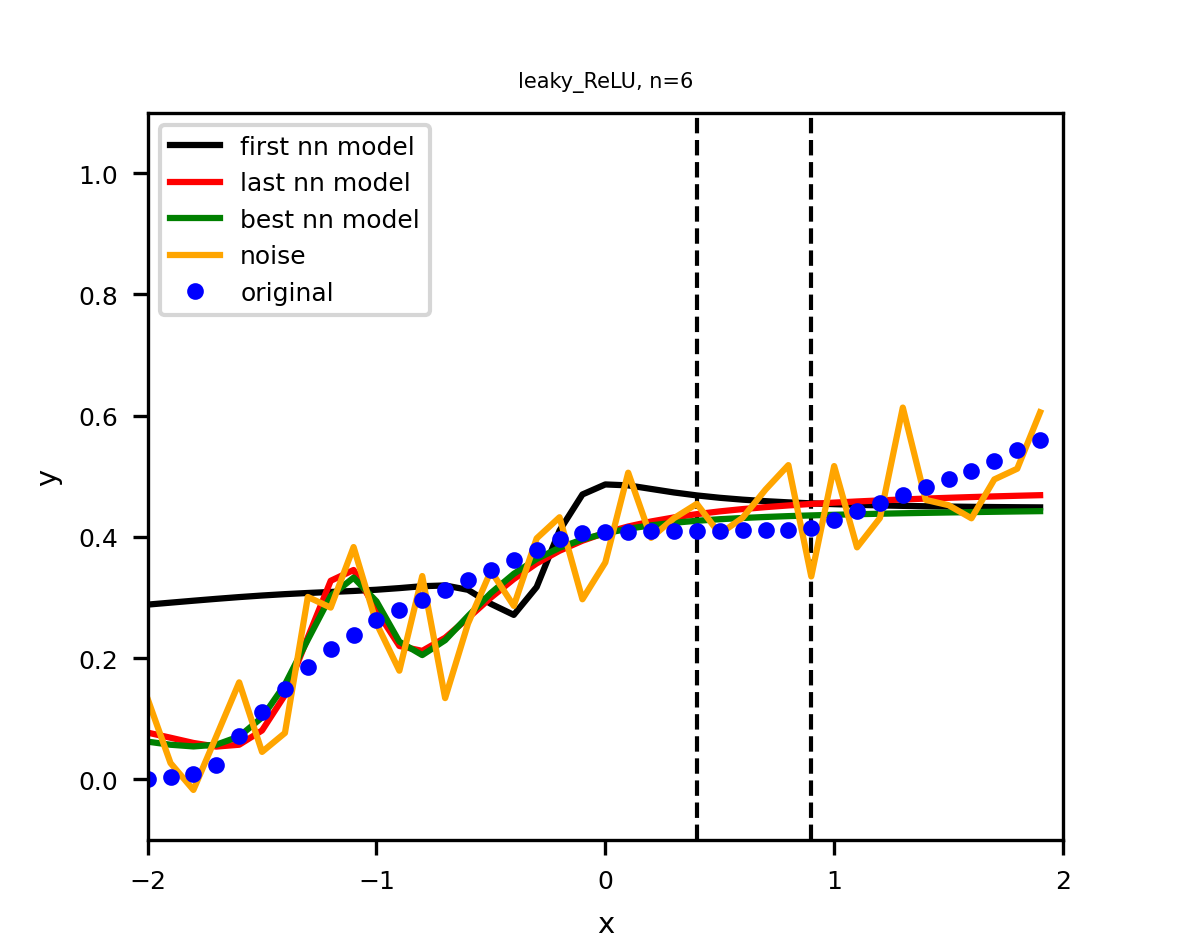 leaky_ReLU, n=6
first nn model
last nn model
best nn model
noise
original
1.0
0.8
0.6
0.4
0.2
0.0
y
−2 −1 0 1 2
x